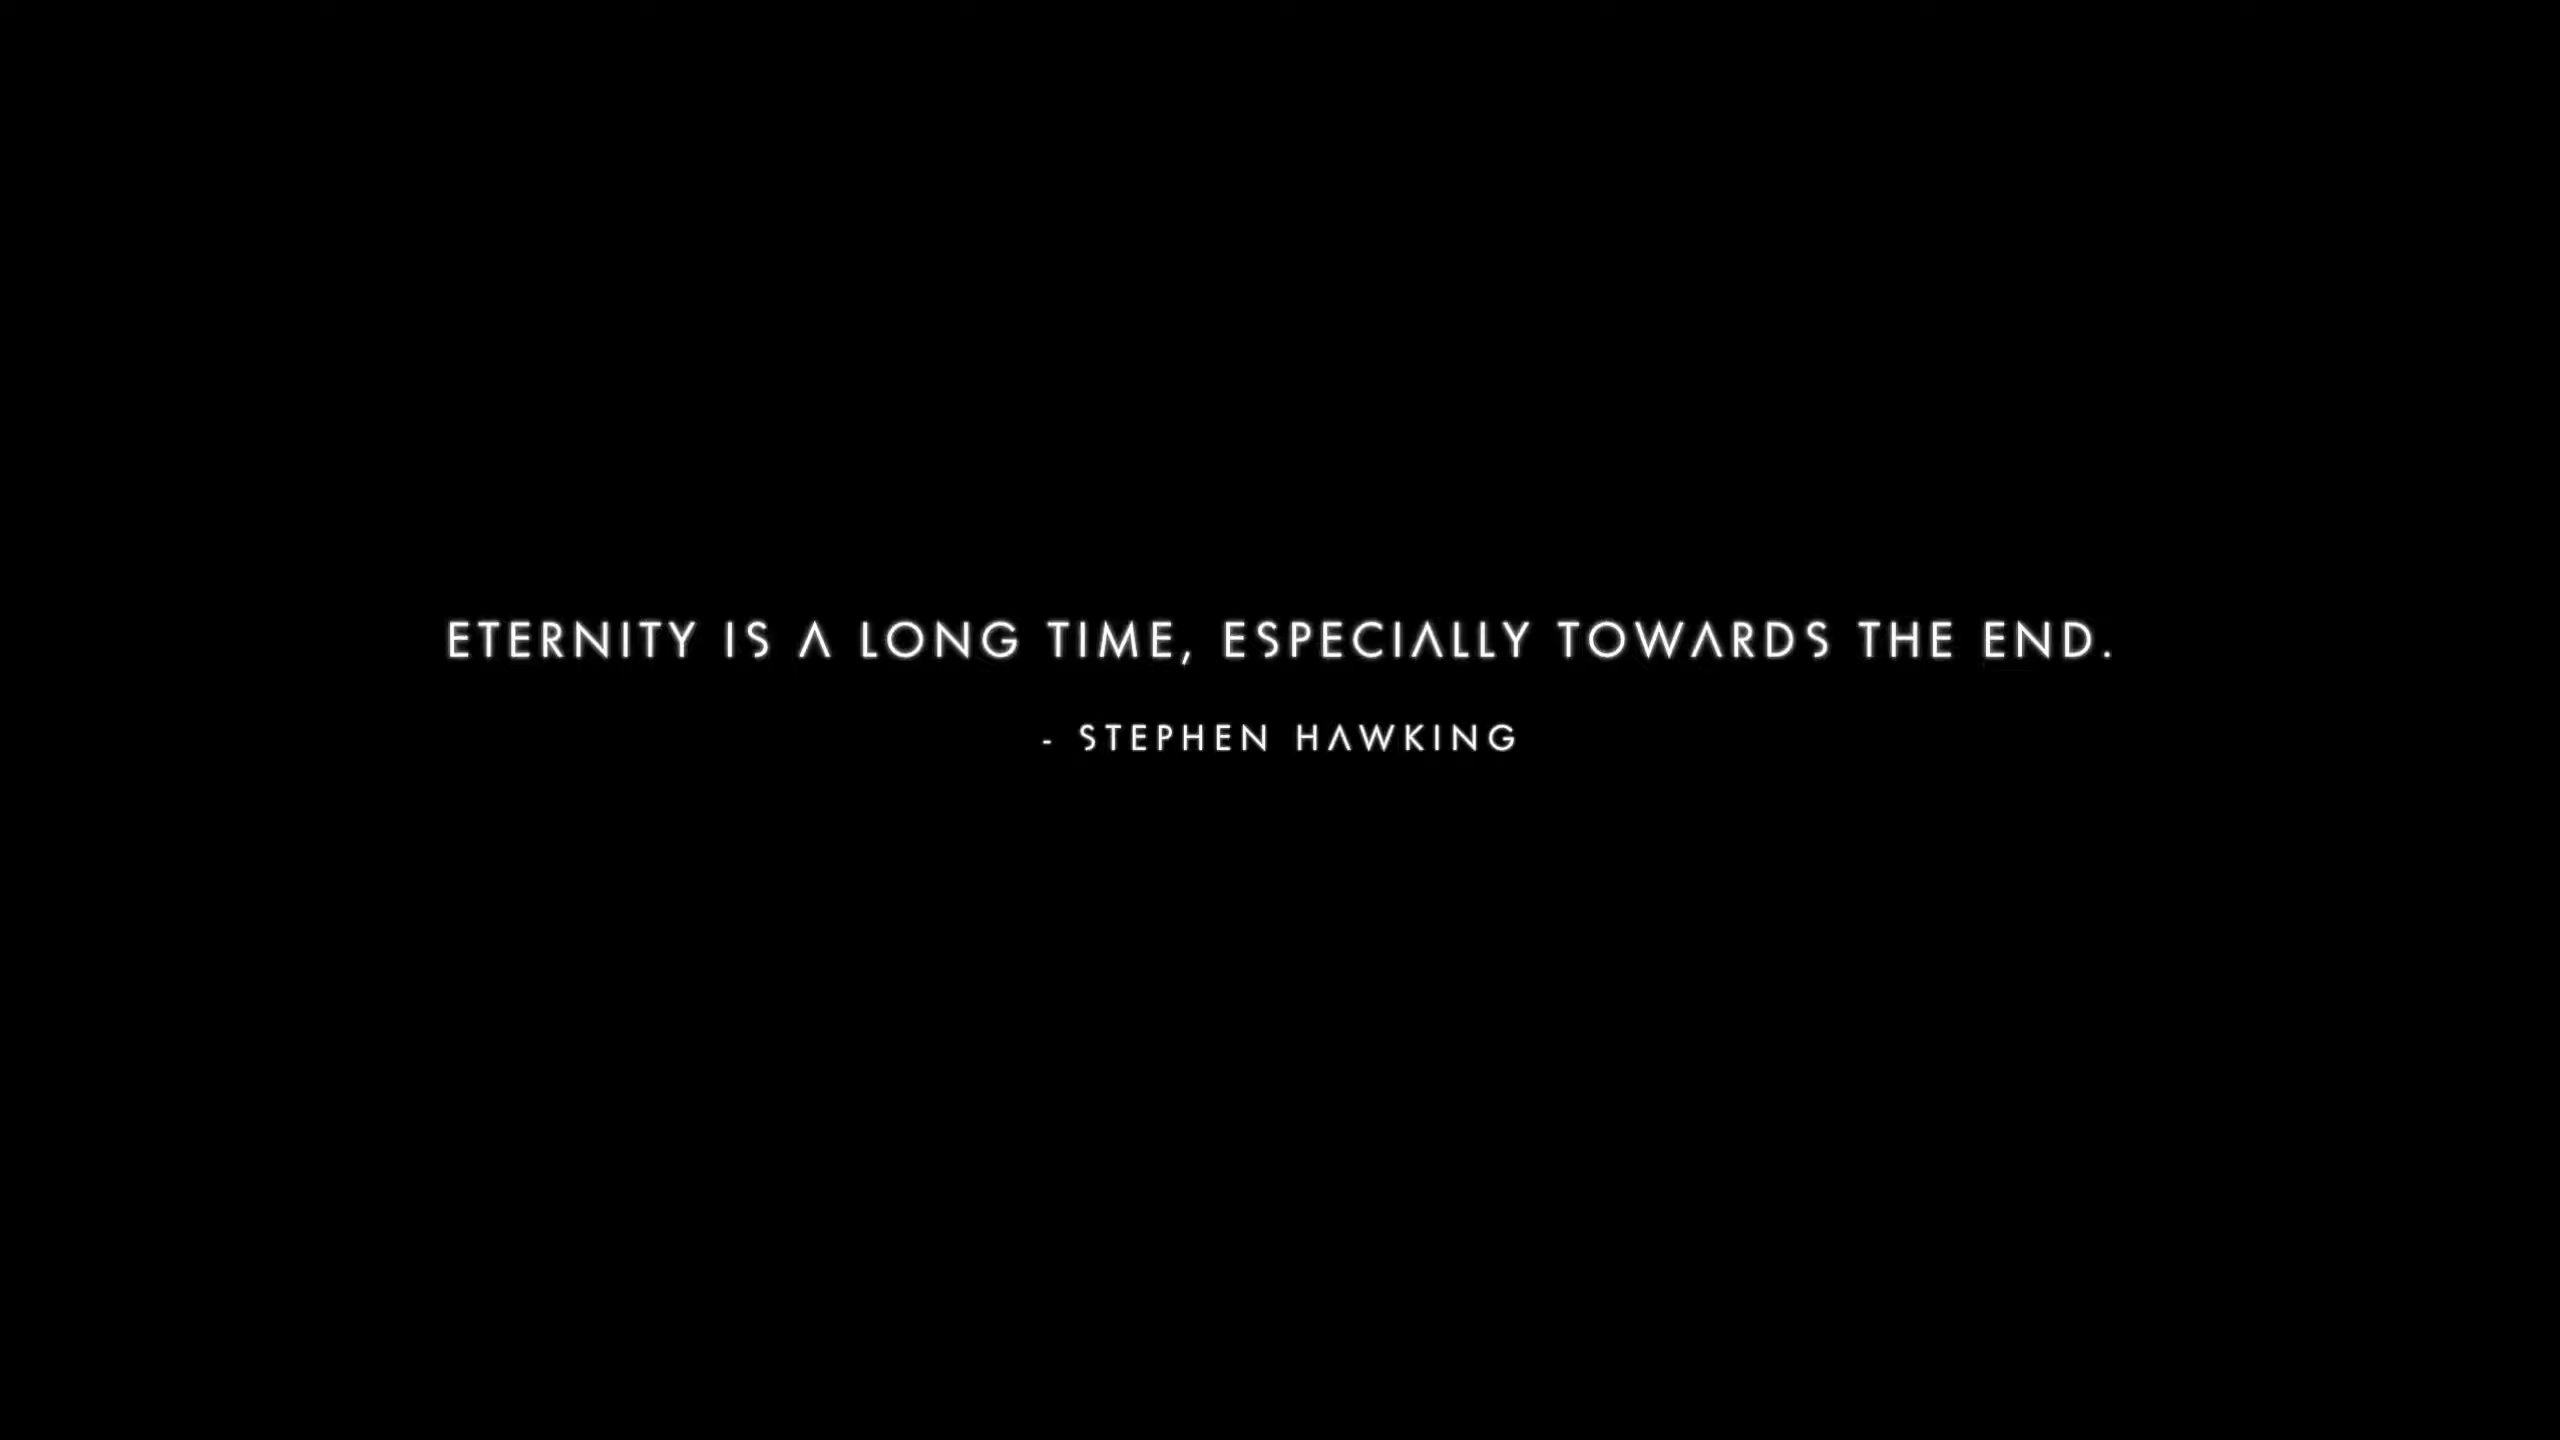 ETERNITY IS A LONG TIME, ESPECIALLY TOWARDS THE END.
- STEPHEN HAWKING